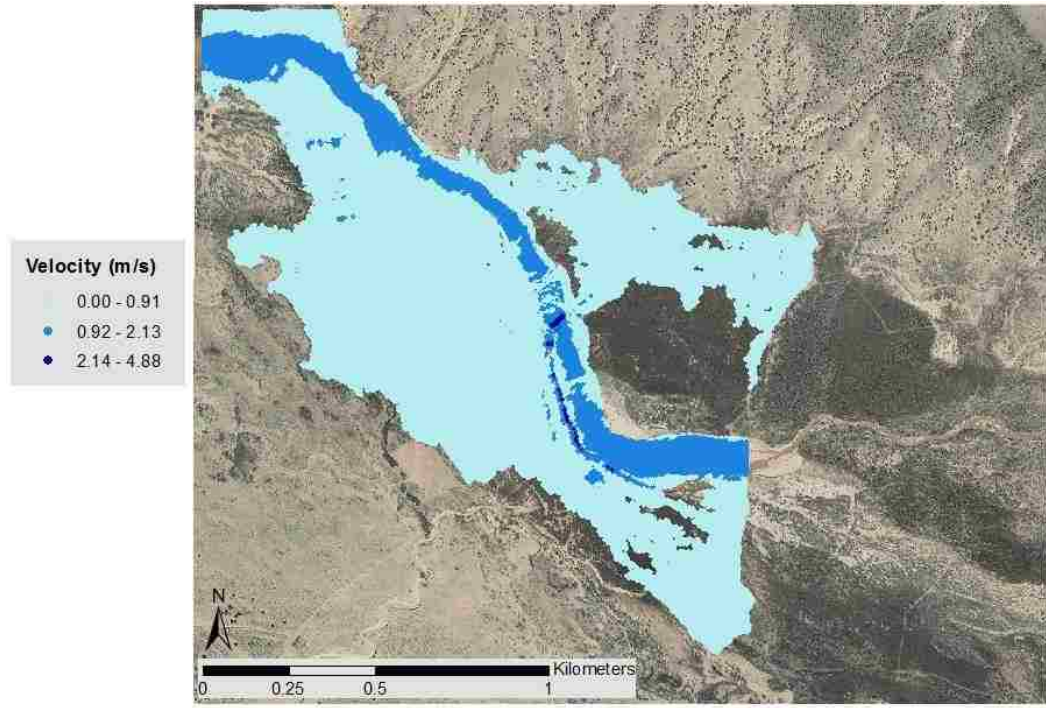 Velocity (m/s)
0.00 - 0.91
0.92 - 2.13
2.14 - 4.88
N
Kilometers
0 0.25 0.5 1